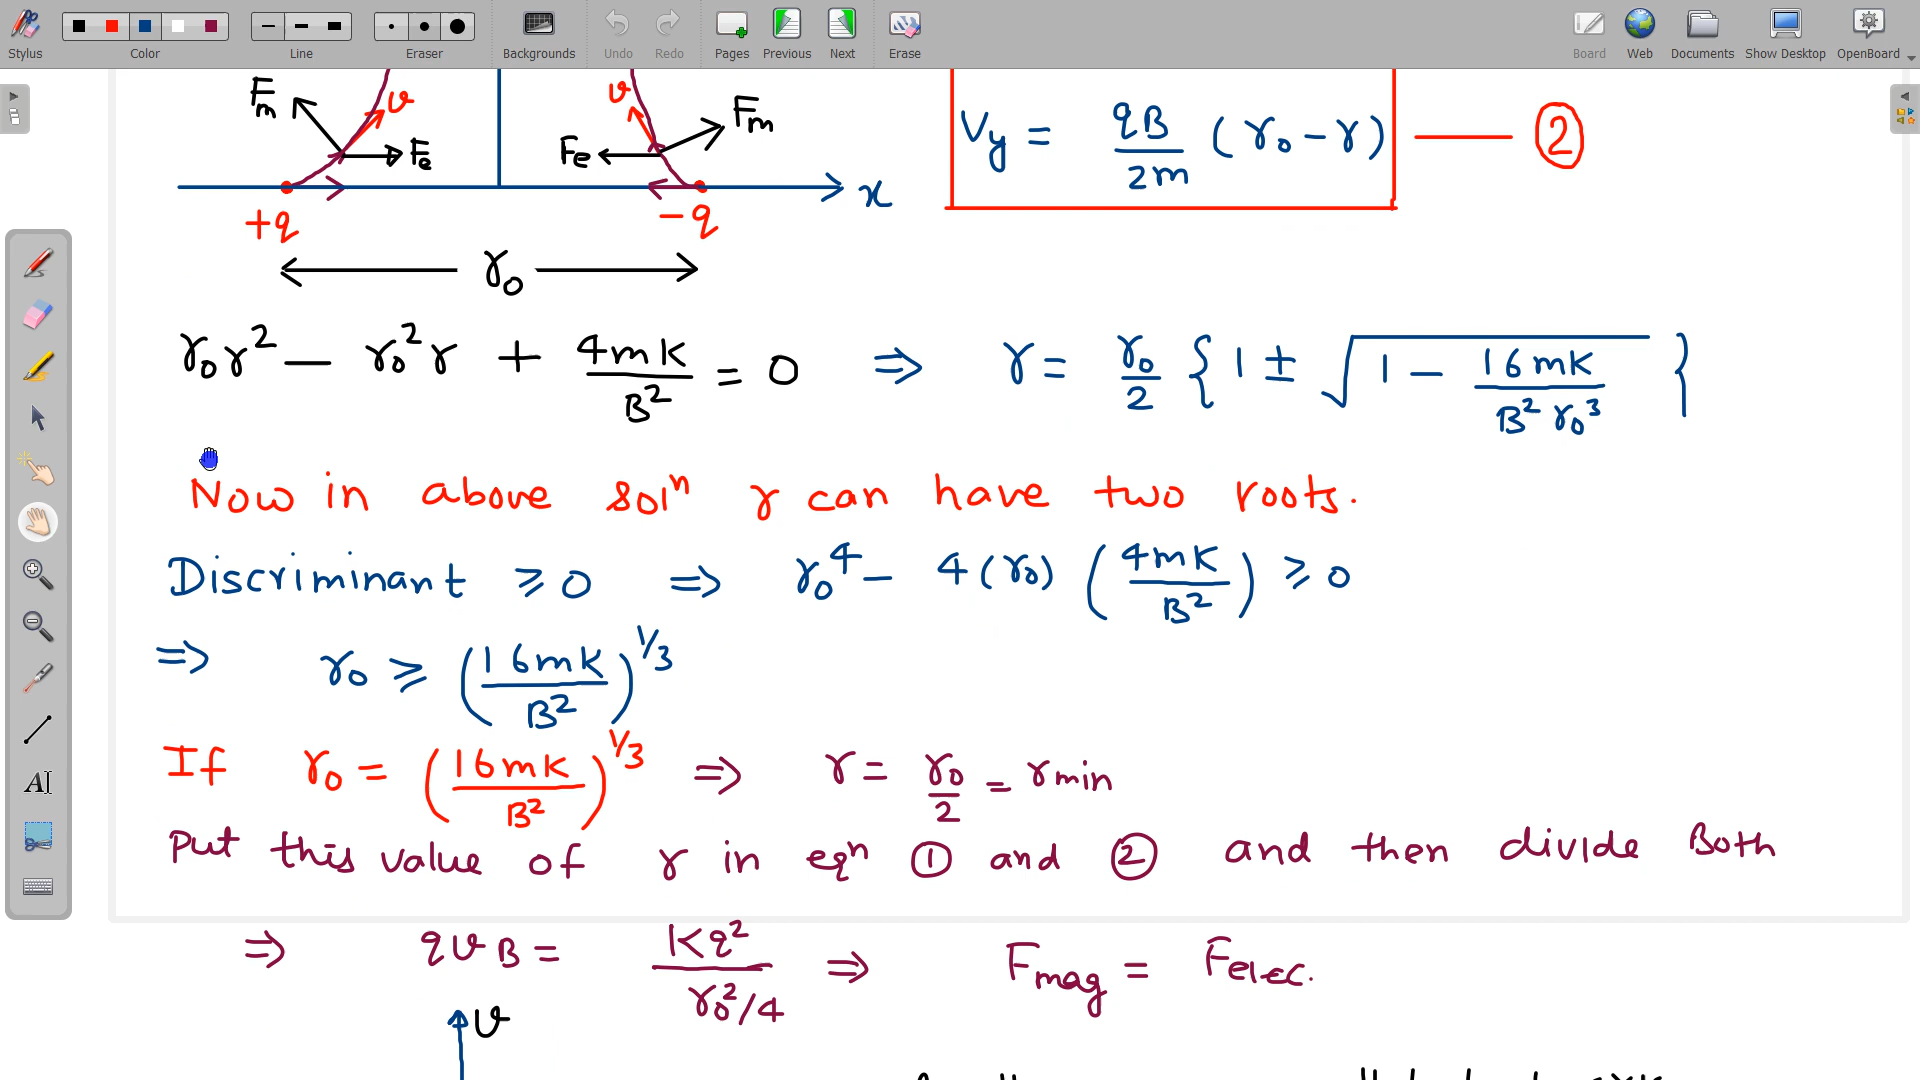 Stylus Color Line Eraser Backgrounds Undo Redo Pages Previous Next Erase Board Web Documents Show Desktop OpenBoard
Fm v Fe
v Fm Fe
Vy = qB/2m (r₀ - r) —— ②
x
+q -q
r₀
r₀r² - r₀²r + 4mK/B² = 0 ⇒ r = r₀/2 { 1 ± √(1 - 16mK/B²r₀³) }
Now in above solⁿ r can have two roots.
Discriminant ⩾ 0 ⇒ r₀⁴ - 4(r₀) (4mK/B²) ⩾ 0
⇒ r₀ ⩾ (16mK/B²)^1/3
If r₀ = (16mK/B²)^1/3 ⇒ r = r₀/2 = rmin
Put this value of r in eqⁿ ① and ② and then divide Both
⇒ qvB = Kq²/r₀²/4 ⇒ Fmag = Felec.
v